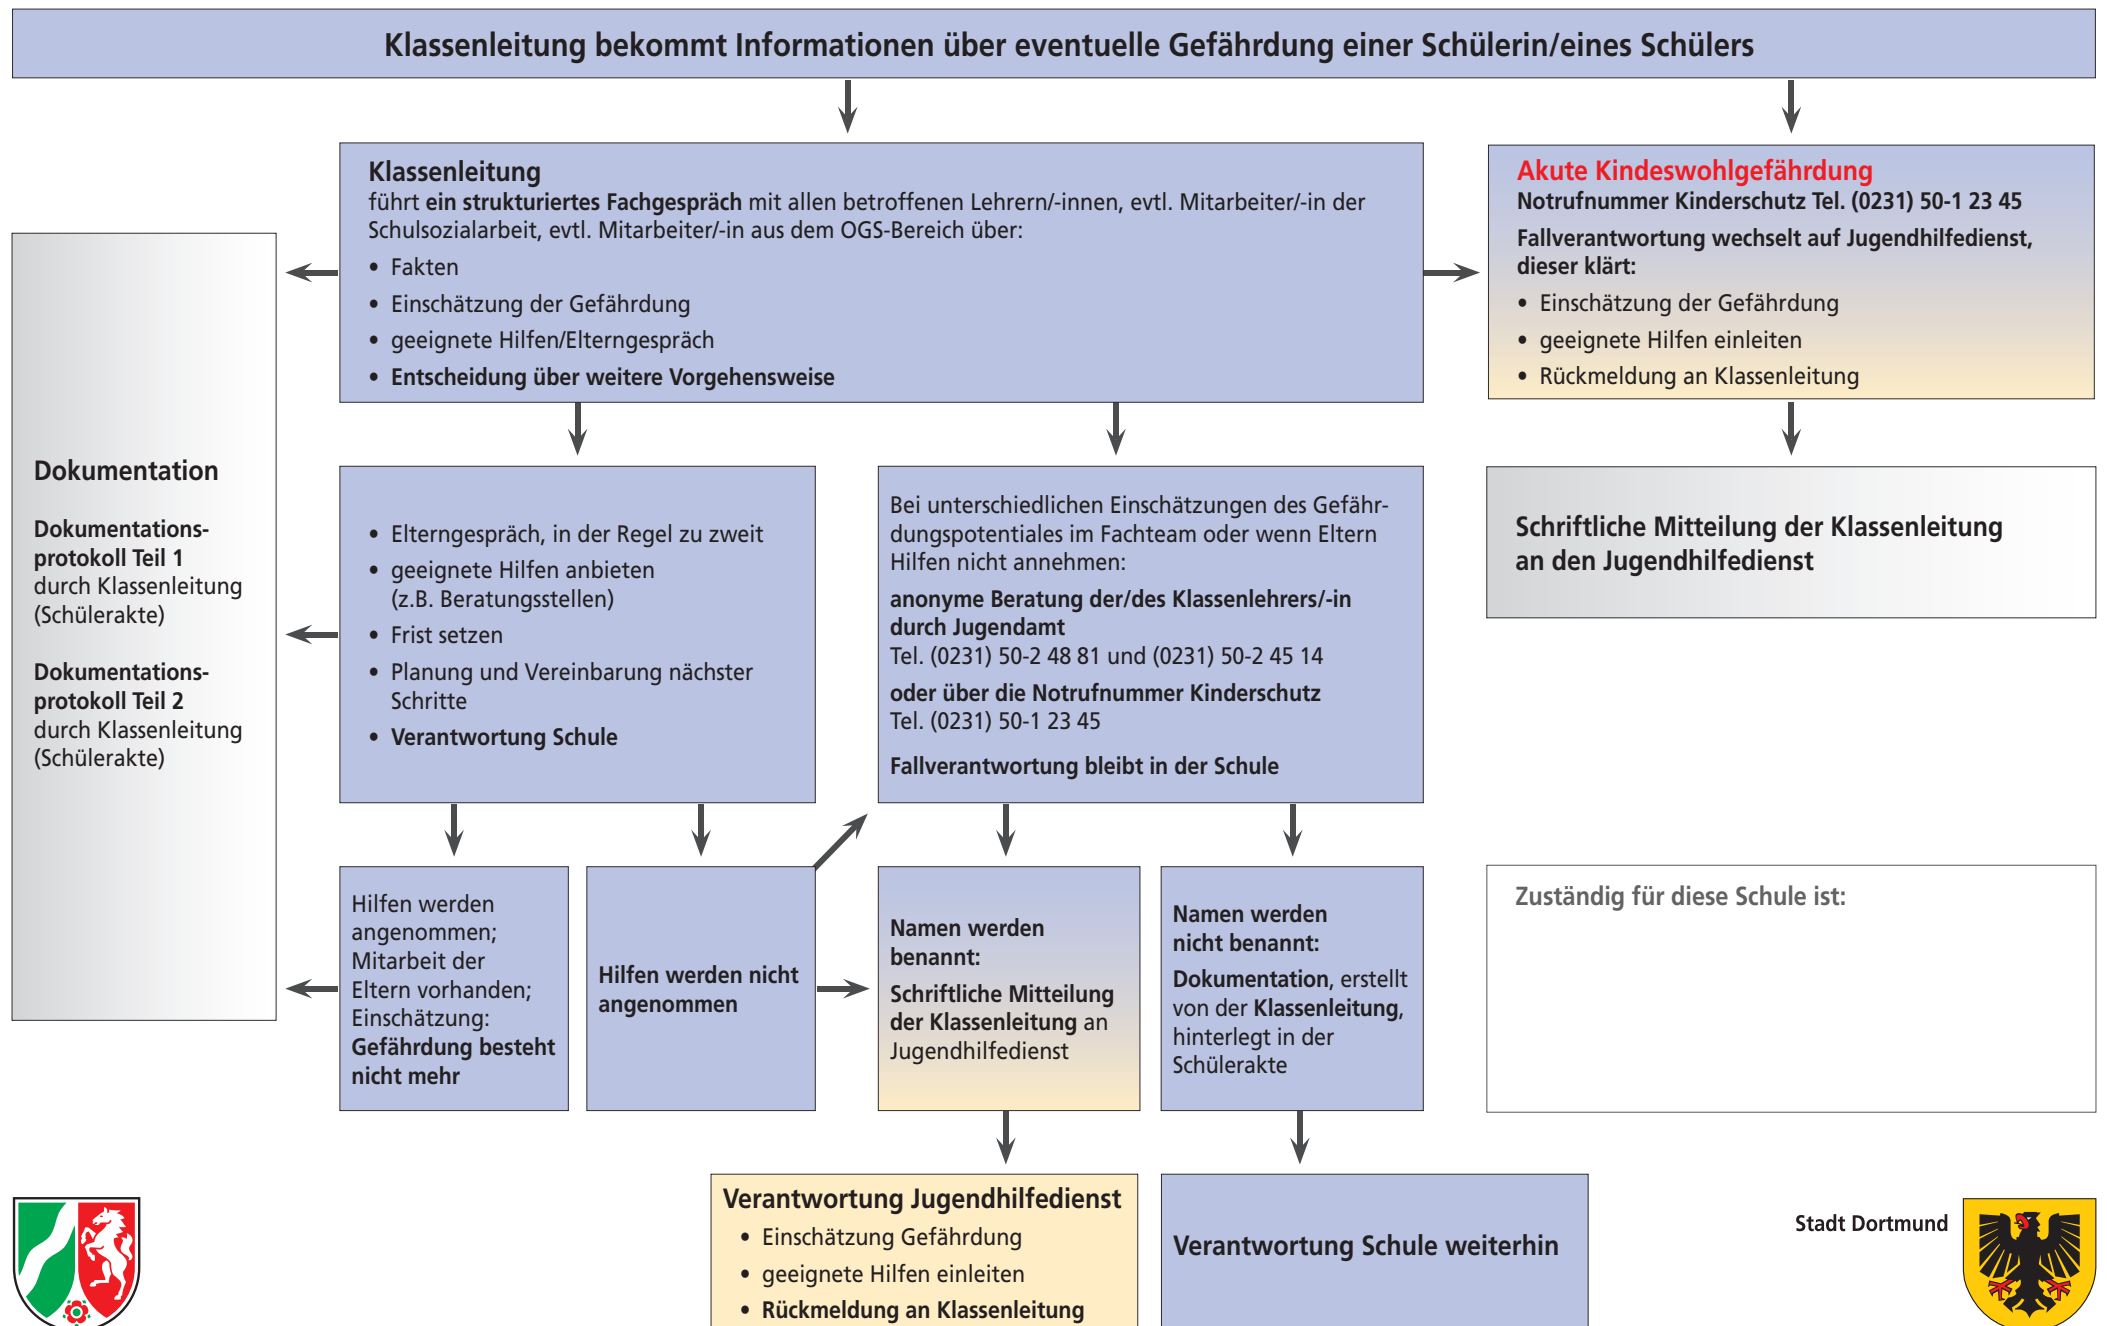 Klassenleitung bekommt Informationen über eventuelle Gefährdung einer Schülerin/eines Schülers
Klassenleitung
führt ein strukturiertes Fachgespräch mit allen betroffenen Lehrern/-innen, evtl. Mitarbeiter/-in der
Schulsozialarbeit, evtl. Mitarbeiter/-in aus dem OGS-Bereich über:
• Fakten
• Einschätzung der Gefährdung
• geeignete Hilfen/Elterngespräch
• Entscheidung über weitere Vorgehensweise
Akute Kindeswohlgefährdung
Notrufnummer Kinderschutz Tel. (0231) 50-1 23 45
Fallverantwortung wechselt auf Jugendhilfedienst,
dieser klärt:
• Einschätzung der Gefährdung
• geeignete Hilfen einleiten
• Rückmeldung an Klassenleitung
Dokumentation
Dokumentations-
protokoll Teil 1
durch Klassenleitung
(Schülerakte)
Dokumentations-
protokoll Teil 2
durch Klassenleitung
(Schülerakte)
• Elterngespräch, in der Regel zu zweit
• geeignete Hilfen anbieten
(z.B. Beratungsstellen)
• Frist setzen
• Planung und Vereinbarung nächster
Schritte
• Verantwortung Schule
Bei unterschiedlichen Einschätzungen des Gefähr-
dungspotentiales im Fachteam oder wenn Eltern
Hilfen nicht annehmen:
anonyme Beratung der/des Klassenlehrers/-in
durch Jugendamt
Tel. (0231) 50-2 48 81 und (0231) 50-2 45 14
oder über die Notrufnummer Kinderschutz
Tel. (0231) 50-1 23 45
Fallverantwortung bleibt in der Schule
Schriftliche Mitteilung der Klassenleitung
an den Jugendhilfedienst
Hilfen werden
angenommen;
Mitarbeit der
Eltern vorhanden;
Einschätzung:
Gefährdung besteht
nicht mehr
Hilfen werden nicht
angenommen
Namen werden
benannt:
Schriftliche Mitteilung
der Klassenleitung an
Jugendhilfedienst
Namen werden
nicht benannt:
Dokumentation, erstellt
von der Klassenleitung,
hinterlegt in der
Schülerakte
Zuständig für diese Schule ist:
Verantwortung Jugendhilfedienst
• Einschätzung Gefährdung
• geeignete Hilfen einleiten
• Rückmeldung an Klassenleitung
Verantwortung Schule weiterhin
Stadt Dortmund